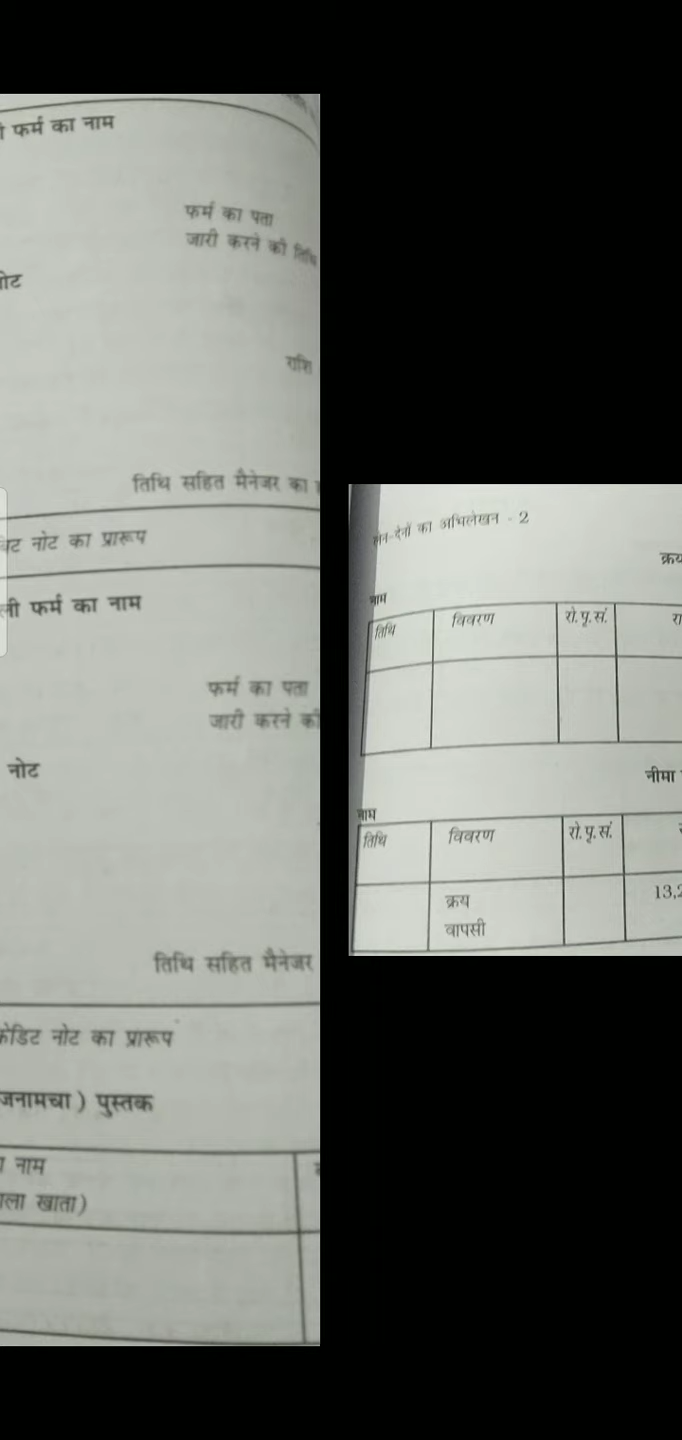 फर्म का नाम
फर्म का पता
जारी करने की तिथि
नोट
राशि
तिथि सहित मैनेजर का
नोट का प्रारूप
फर्म का नाम
फर्म का पता
जारी करने की
नोट
तिथि सहित मैनेजर
क्रेडिट नोट का प्रारूप
जनामचा) पुस्तक
नाम
खाता)
लेन-देनों का अभिलेखन - 2
क्रय
नाम
तिथि विवरण रो.पृ.सं. रा
नीमा
नाम
तिथि विवरण रो.पृ.सं.
क्रय 13,2
वापसी